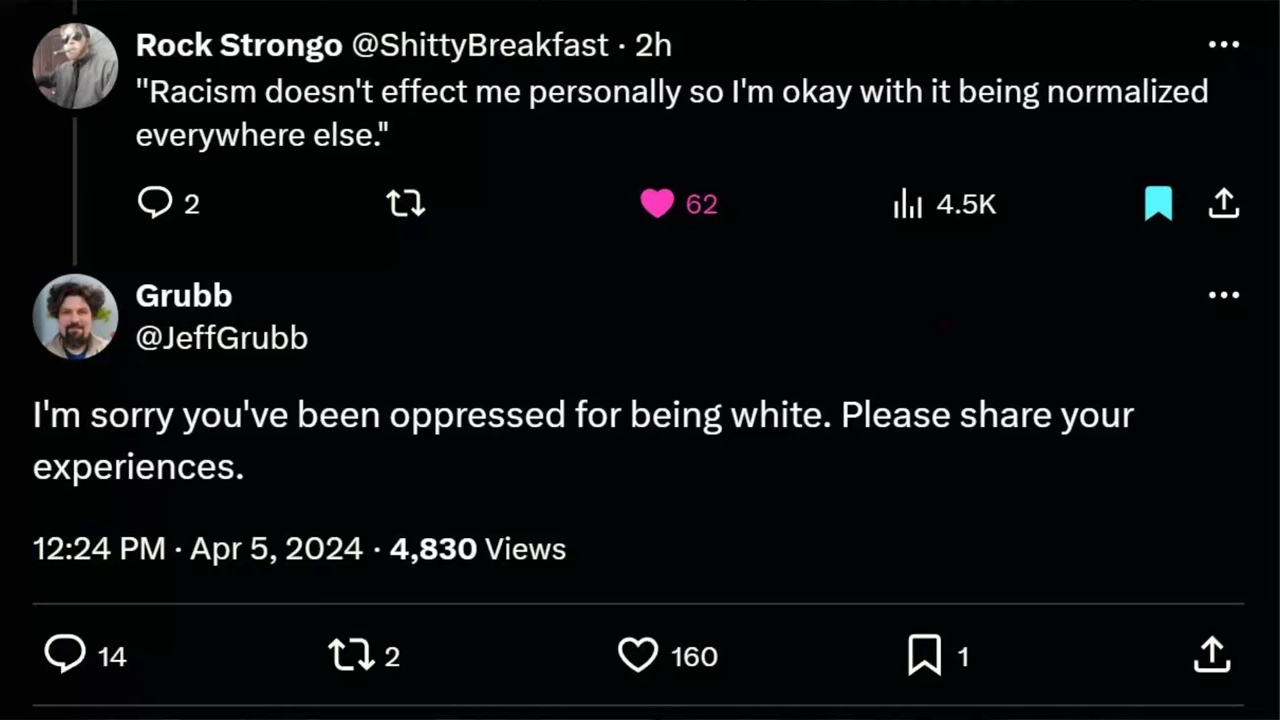 Rock Strongo @ShittyBreakfast · 2h
"Racism doesn't effect me personally so I'm okay with it being normalized
everywhere else."
2 62 4.5K
Grubb
@JeffGrubb
I'm sorry you've been oppressed for being white. Please share your
experiences.
12:24 PM · Apr 5, 2024 · 4,830 Views
14 2 160 1